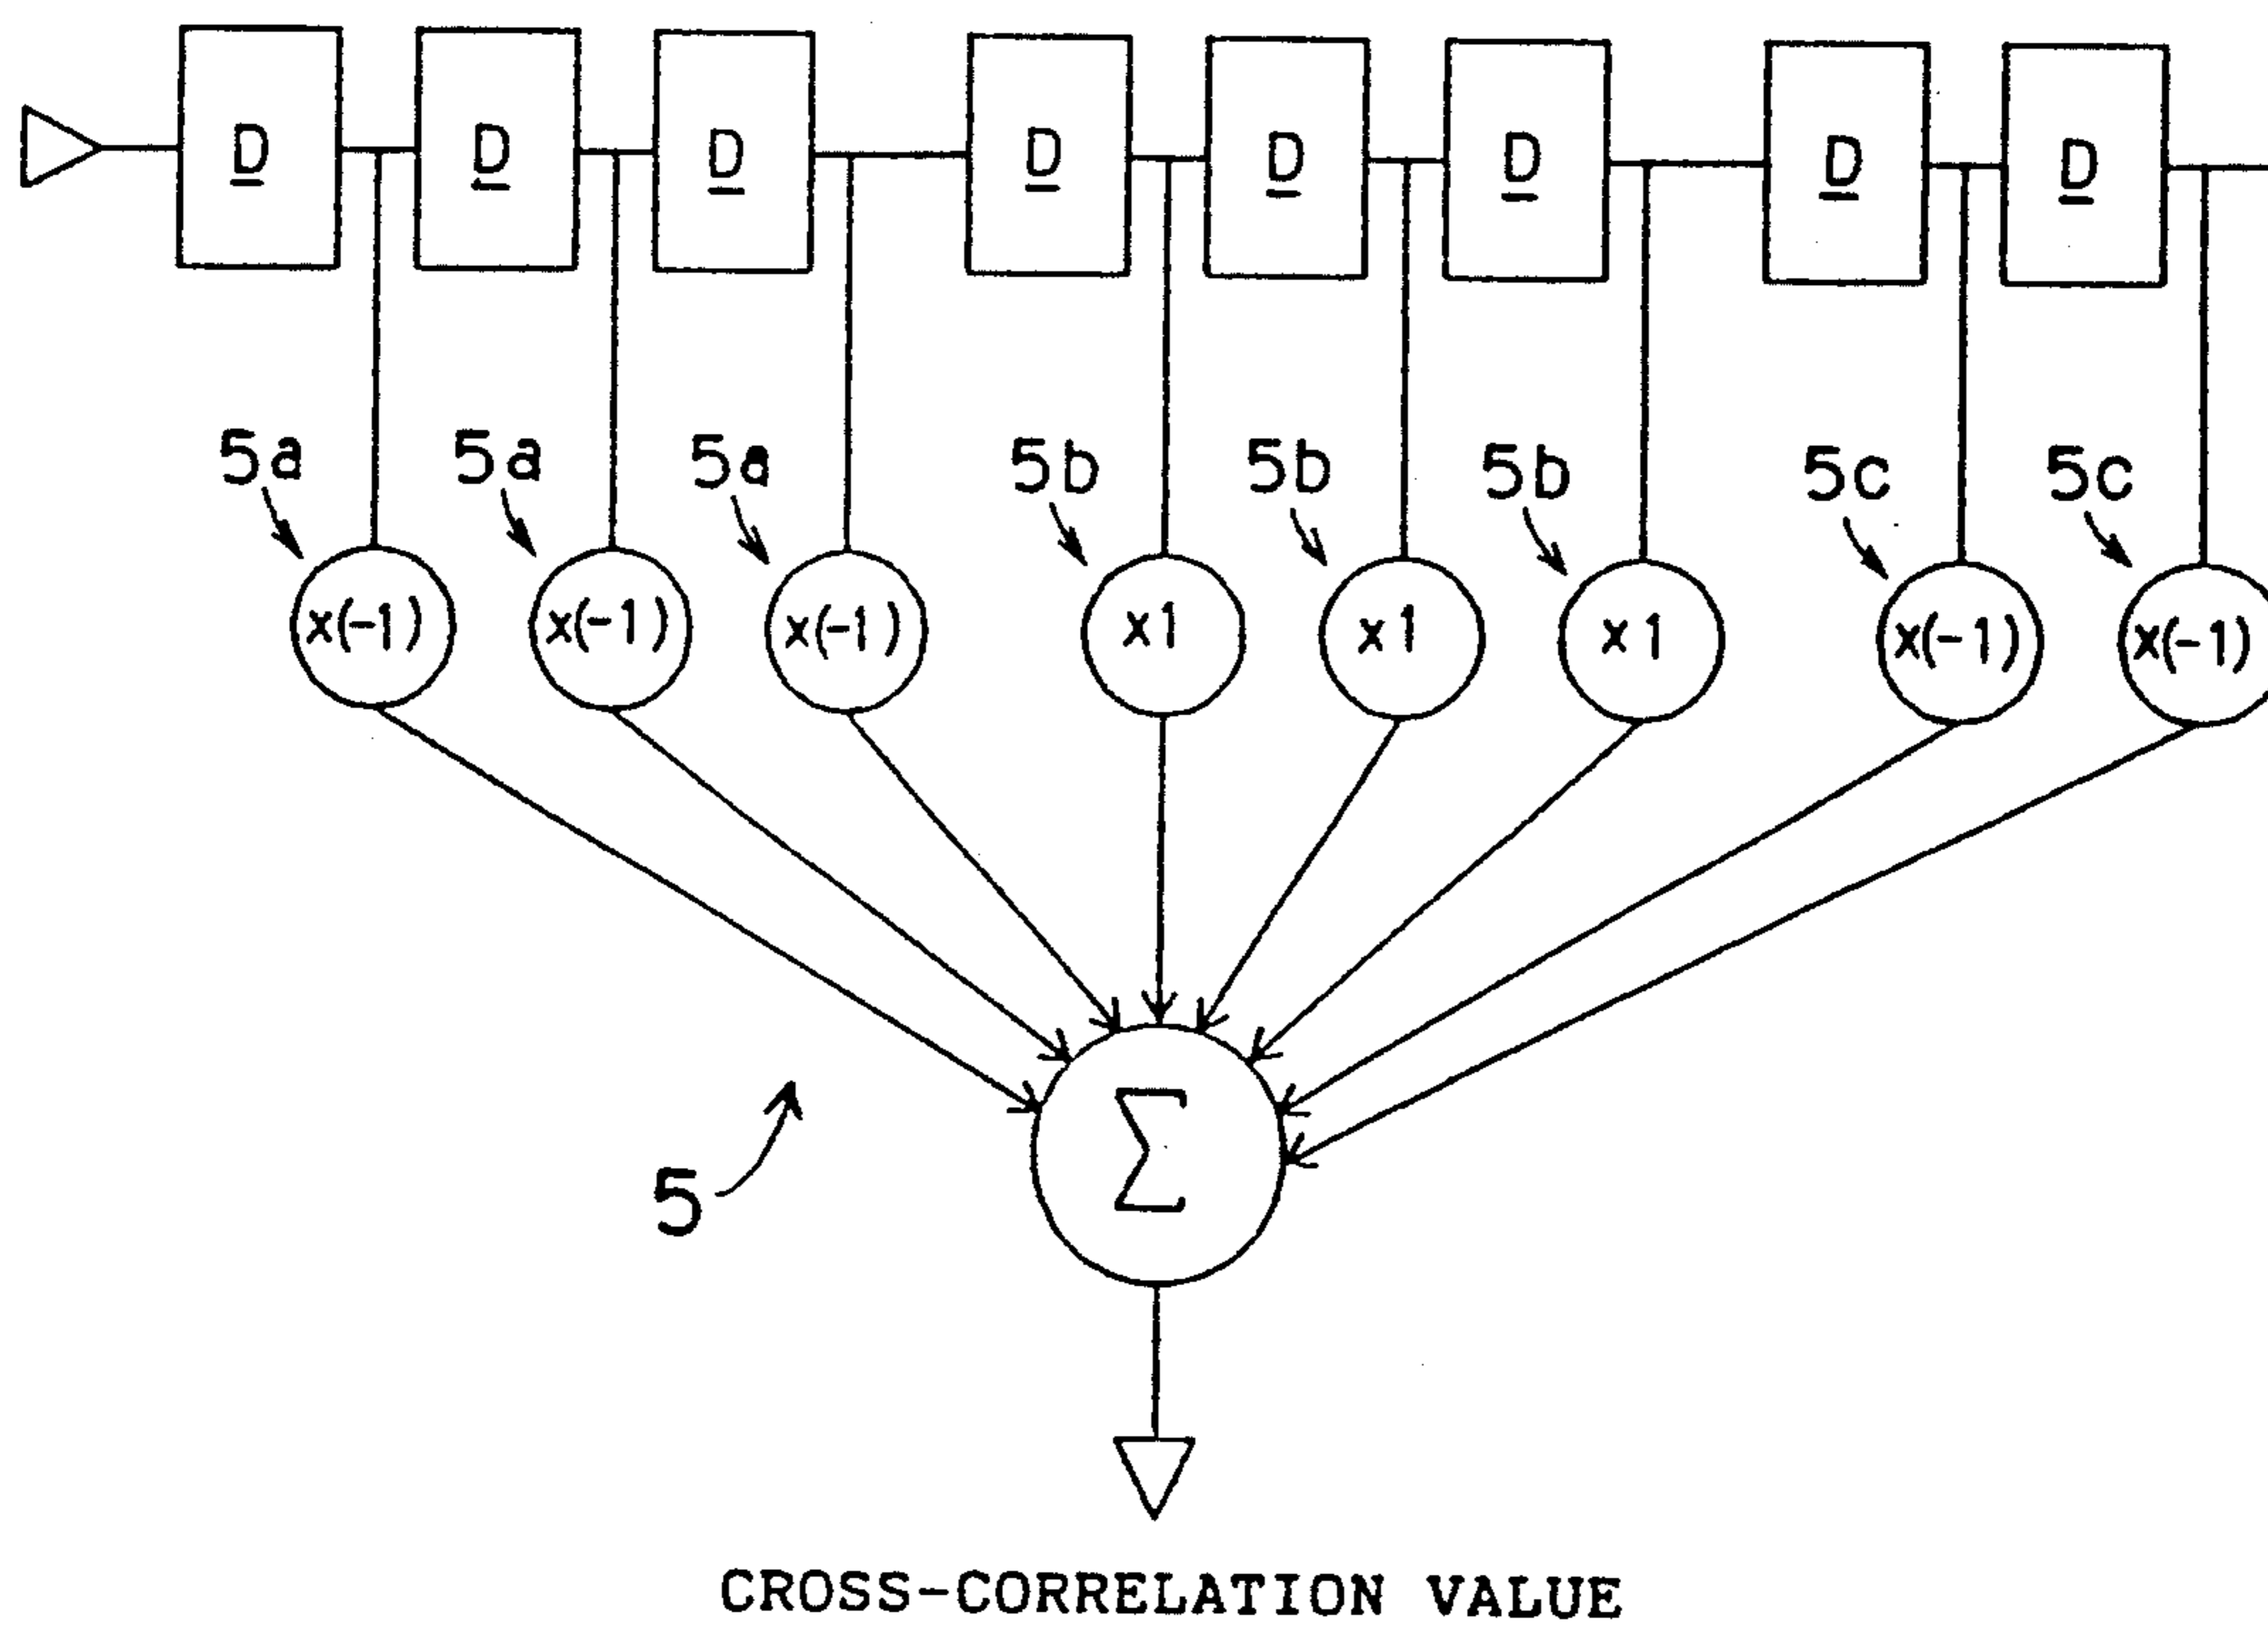 D D D D D D D D
5a 5a 5a 5b 5b 5b 5c 5c
x(-1) x(-1) x(-1) x1 x1 x1 x(-1) x(-1)
Σ
5
CROSS-CORRELATION VALUE